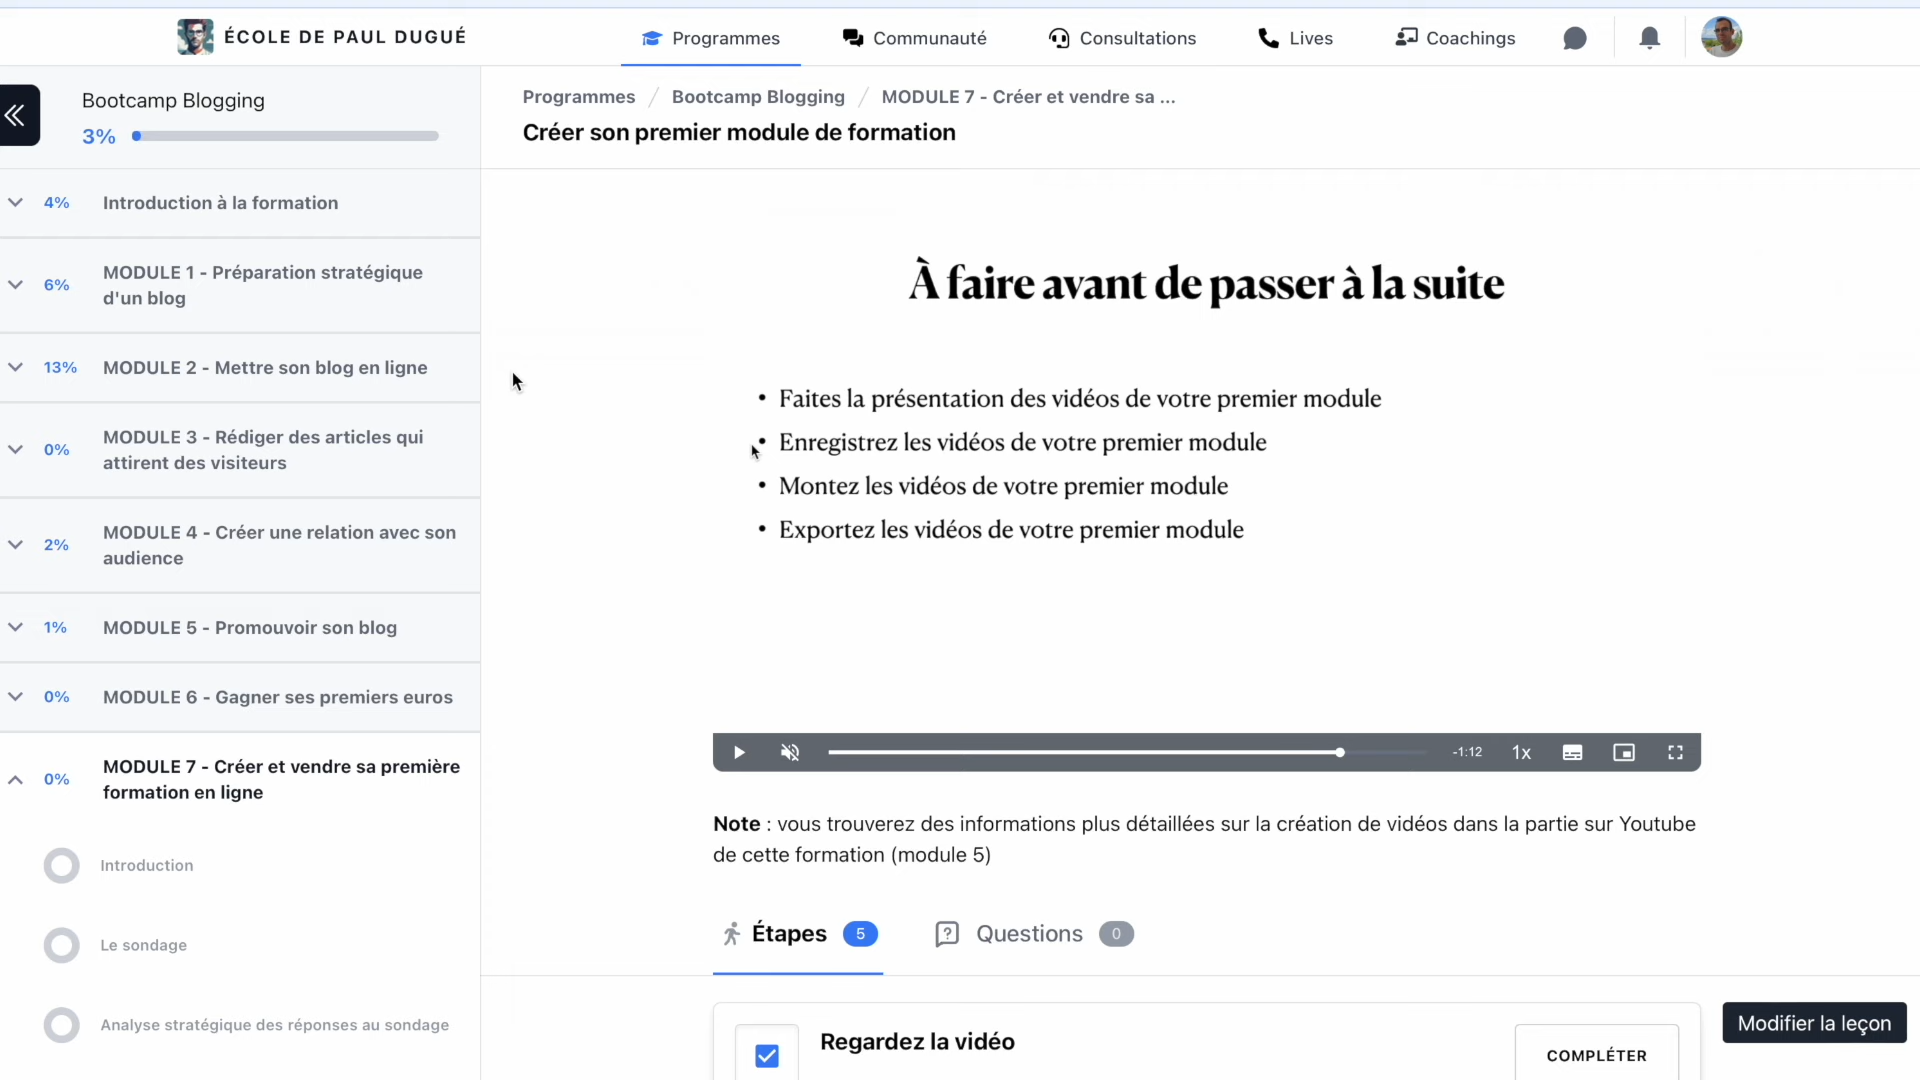 ÉCOLE DE PAUL DUGUÉ
Programmes
Communauté
Consultations
Lives
Coachings
Bootcamp Blogging
3%
4% Introduction à la formation
6% MODULE 1 - Préparation stratégique
d'un blog
13% MODULE 2 - Mettre son blog en ligne
0% MODULE 3 - Rédiger des articles qui
attirent des visiteurs
2% MODULE 4 - Créer une relation avec son
audience
1% MODULE 5 - Promouvoir son blog
0% MODULE 6 - Gagner ses premiers euros
0% MODULE 7 - Créer et vendre sa première
formation en ligne
Introduction
Le sondage
Analyse stratégique des réponses au sondage
Programmes / Bootcamp Blogging / MODULE 7 - Créer et vendre sa ...
Créer son premier module de formation
À faire avant de passer à la suite
• Faites la présentation des vidéos de votre premier module
• Enregistrez les vidéos de votre premier module
• Montez les vidéos de votre premier module
• Exportez les vidéos de votre premier module
-1:12 1x
Note : vous trouverez des informations plus détaillées sur la création de vidéos dans la partie sur Youtube
de cette formation (module 5)
Étapes 5
Questions 0
Regardez la vidéo
COMPLÉTER
Modifier la leçon